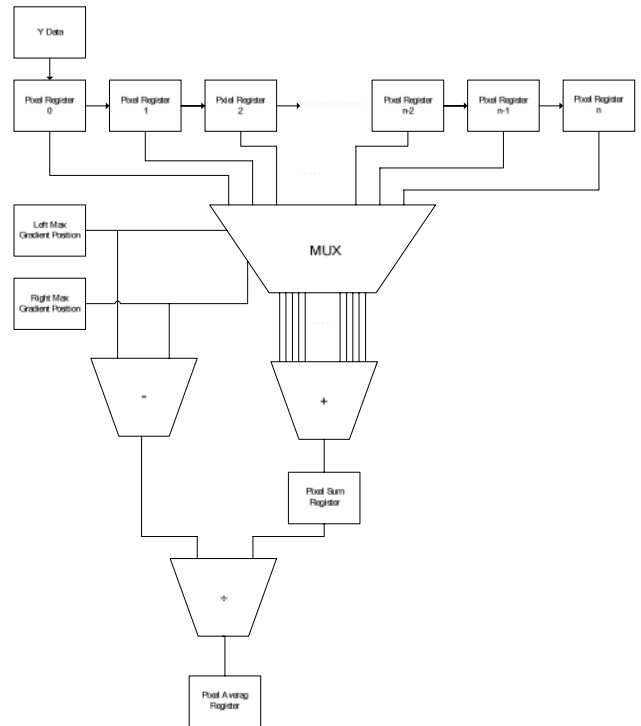 Y Data
Pixel Register
0
Pixel Register
1
Pxiel Register
2
Pixel Register
n-2
Pixel Register
n-1
Pixel Register
n
Left Max
Gradient Position
MUX
Right Max
Gradient Position
-
+
Pixel Sum
Register
÷
Pixel Averag
Register